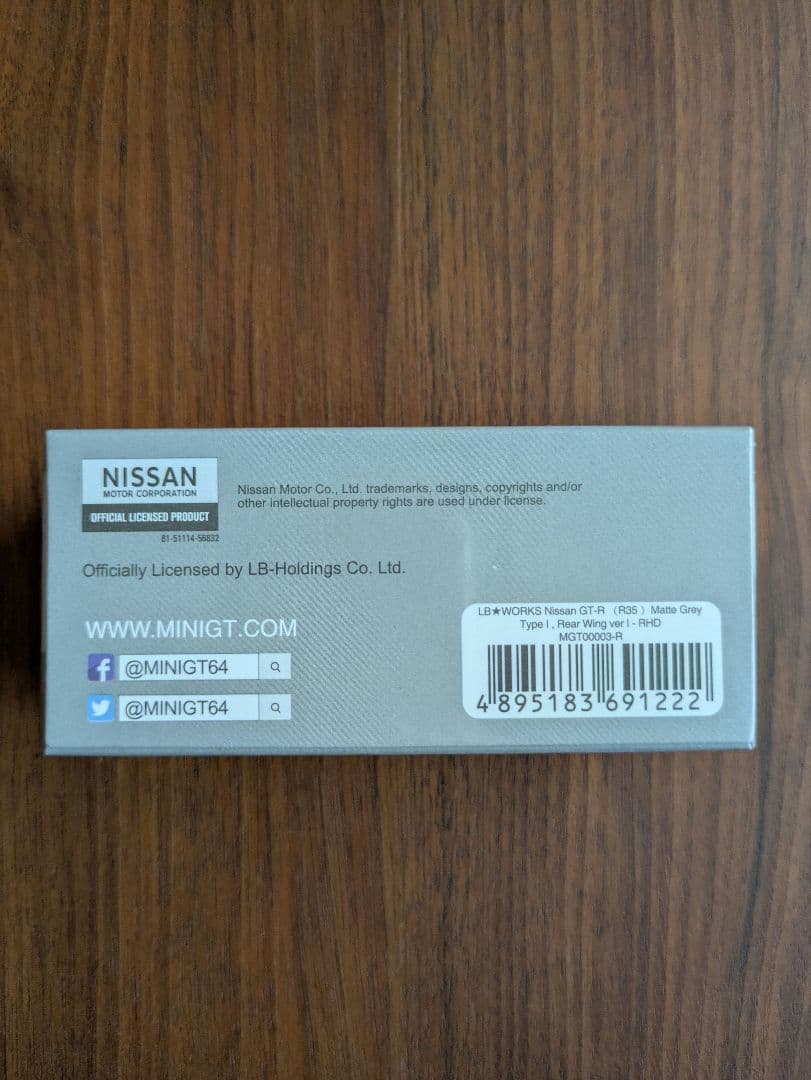 NISSAN
MOTOR CORPORATION
OFFICIAL LICENSED PRODUCT
81-51114-56832
Nissan Motor Co., Ltd. trademarks, designs, copyrights and/or
other intellectual property rights are used under license.
Officially Licensed by LB-Holdings Co. Ltd.
WWW.MINIGT.COM
@MINIGT64
@MINIGT64
LB★WORKS Nissan GT-R （R35）Matte Grey
Type I , Rear Wing ver I - RHD
MGT00003-R
4 895183 691222